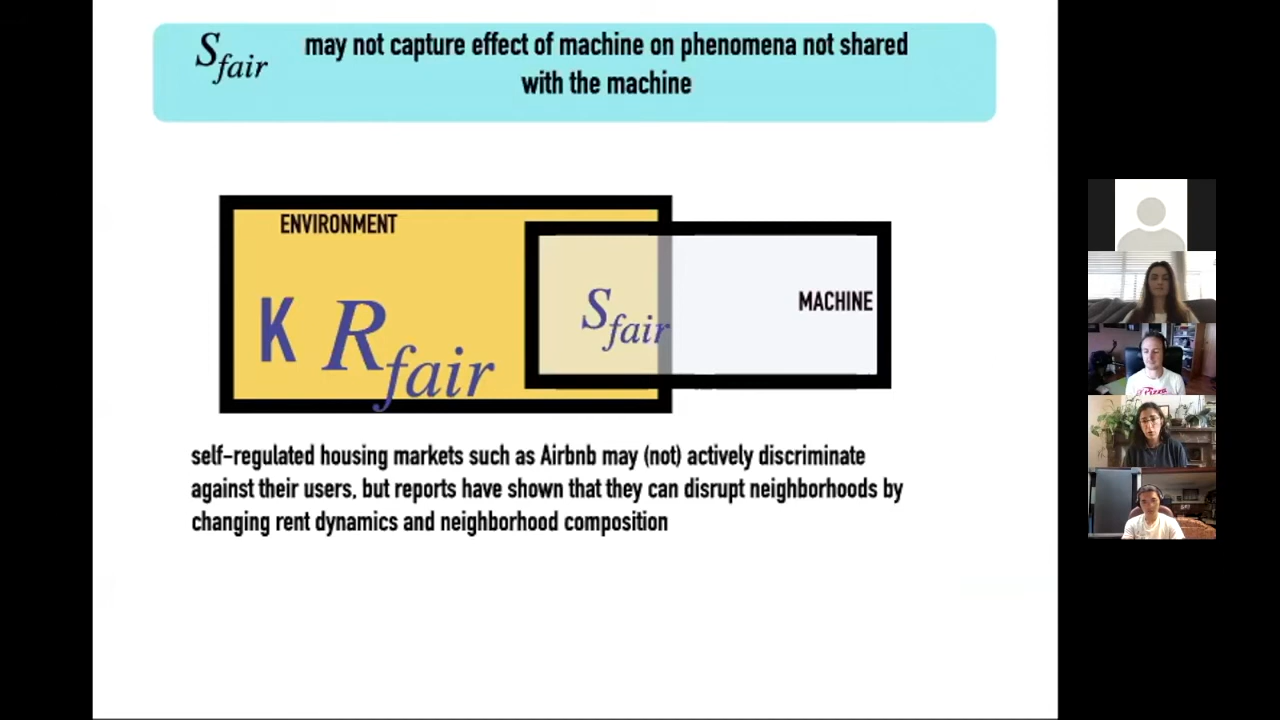 S fair may not capture effect of machine on phenomena not shared
with the machine
ENVIRONMENT
K R fair
S fair
MACHINE
self-regulated housing markets such as Airbnb may (not) actively discriminate
against their users, but reports have shown that they can disrupt neighborhoods by
changing rent dynamics and neighborhood composition